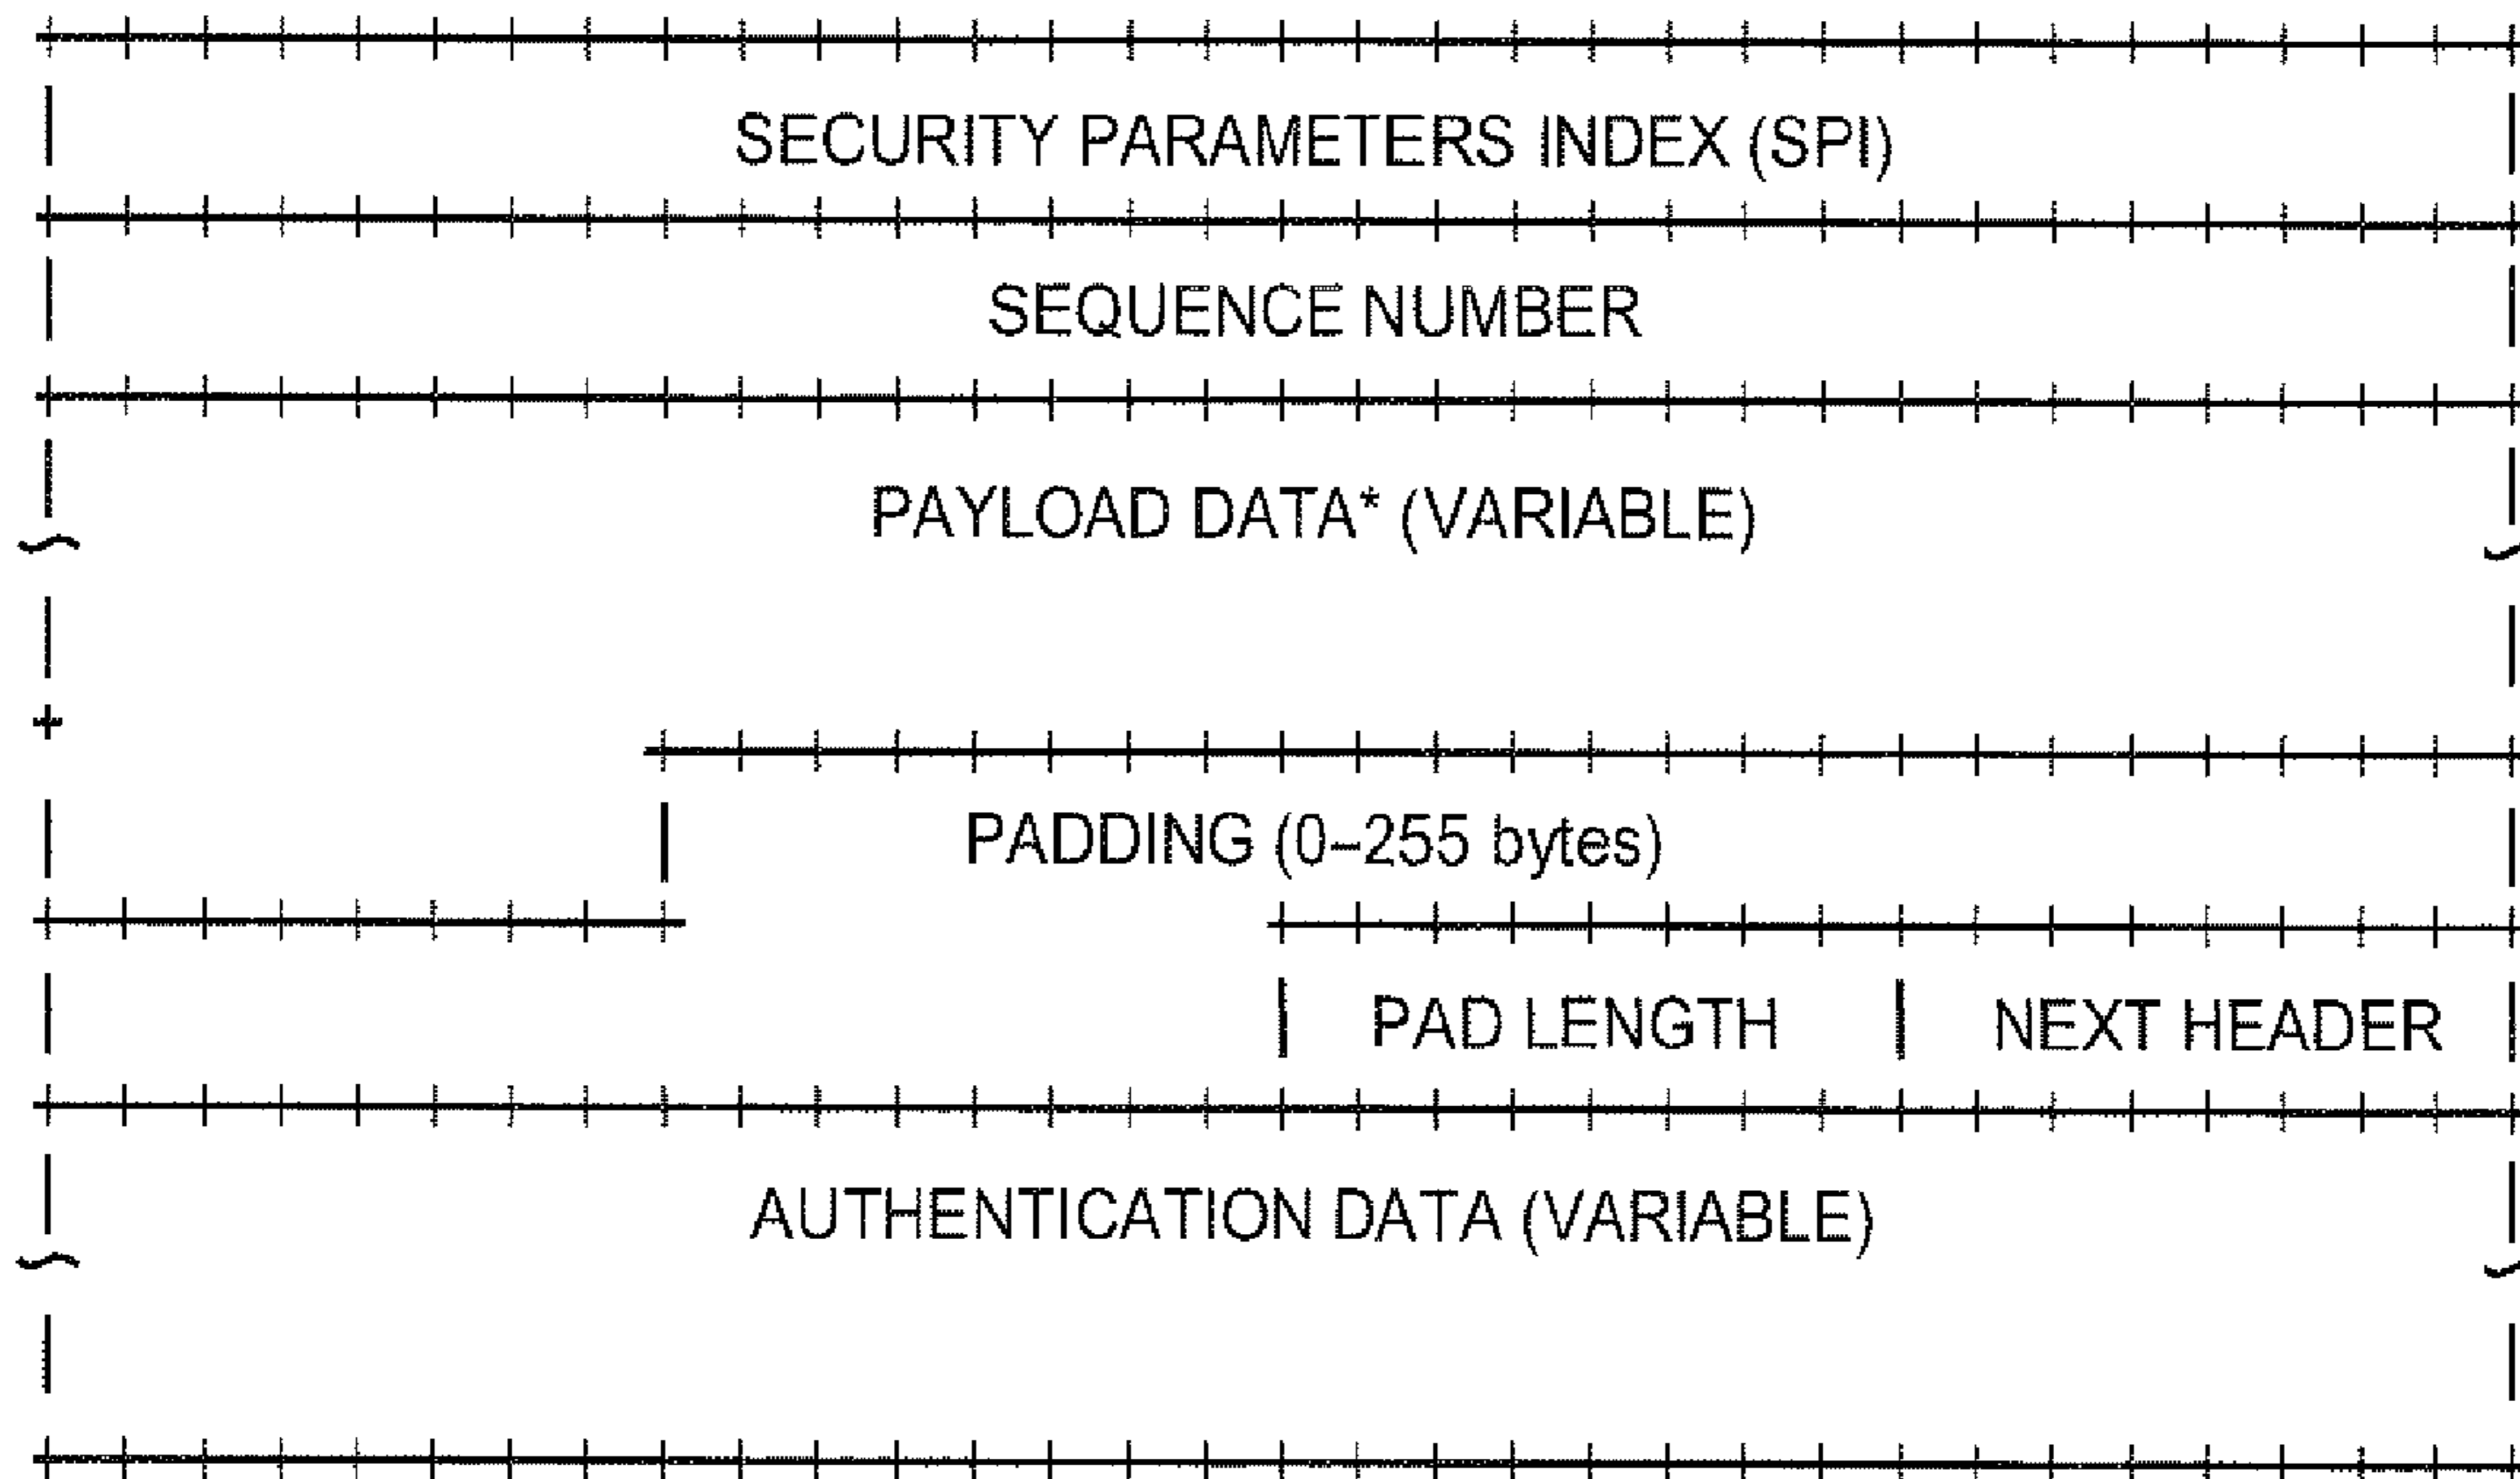 SECURITY PARAMETERS INDEX (SPI)
SEQUENCE NUMBER
PAYLOAD DATA* (VARIABLE)
PADDING (0–255 bytes)
PAD LENGTH NEXT HEADER
AUTHENTICATION DATA (VARIABLE)